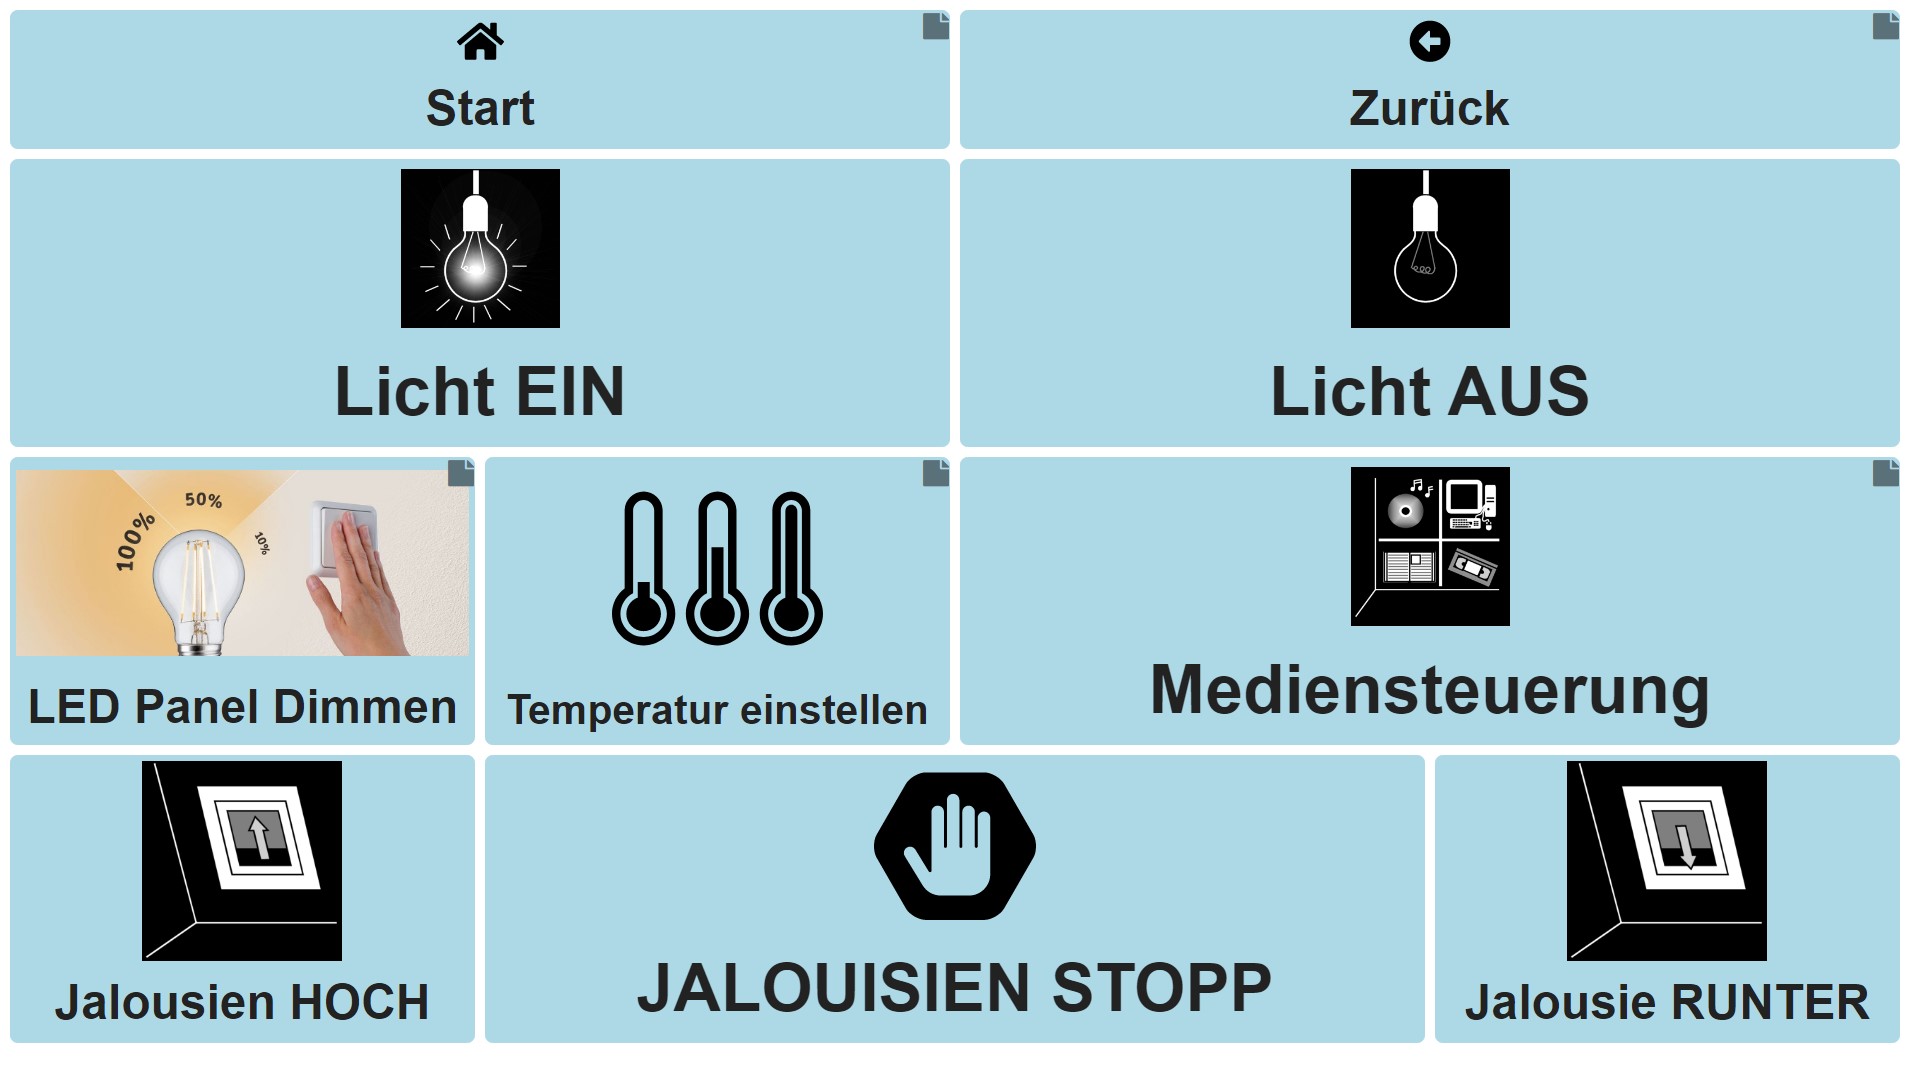 Start
Zurück
Licht EIN
Licht AUS
100%
50%
10%
LED Panel Dimmen
Temperatur einstellen
Mediensteuerung
Jalousien HOCH
JALOUISIEN STOPP
Jalousie RUNTER